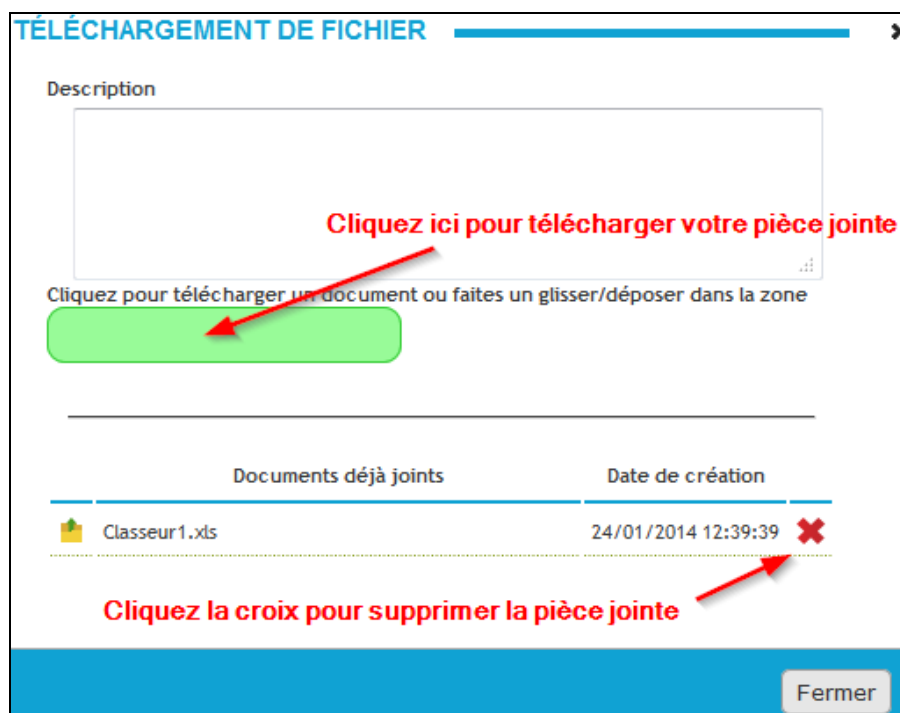 TÉLÉCHARGEMENT DE FICHIER
Description
Cliquez ici pour télécharger votre pièce jointe
Cliquez pour télécharger un document ou faites un glisser/déposer dans la zone
Documents déjà joints Date de création
Classeur1.xls 24/01/2014 12:39:39
Cliquez la croix pour supprimer la pièce jointe
Fermer